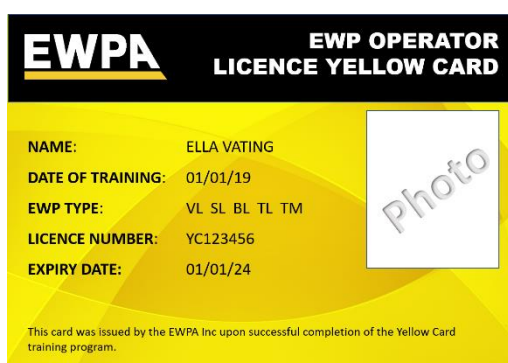 EWPA
EWP OPERATOR
LICENCE YELLOW CARD
NAME: ELLA VATING
DATE OF TRAINING: 01/01/19
EWP TYPE: VL SL BL TL TM
LICENCE NUMBER: YC123456
EXPIRY DATE: 01/01/24
Photo
This card was issued by the EWPA Inc upon successful completion of the Yellow Card
training program.